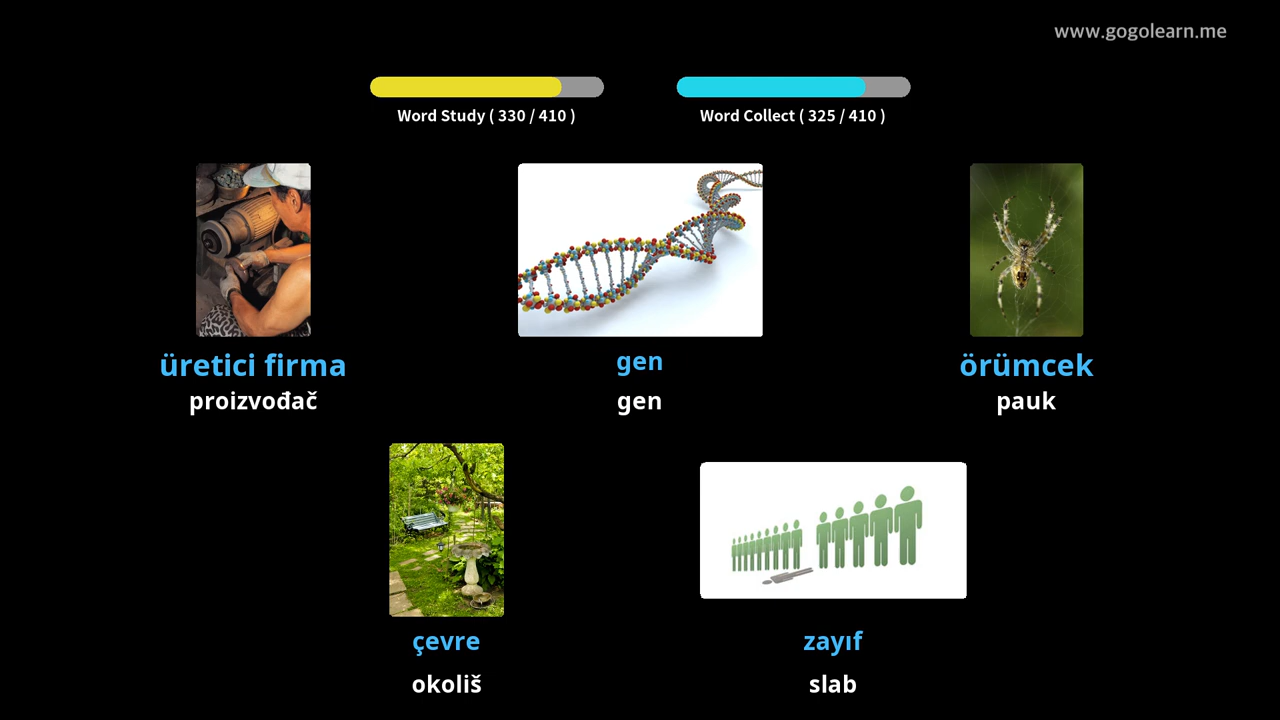 www.gogolearn.me
Word Study ( 330 / 410 )
Word Collect ( 325 / 410 )
üretici firma
proizvođač
gen
gen
örümcek
pauk
çevre
okoliš
zayıf
slab